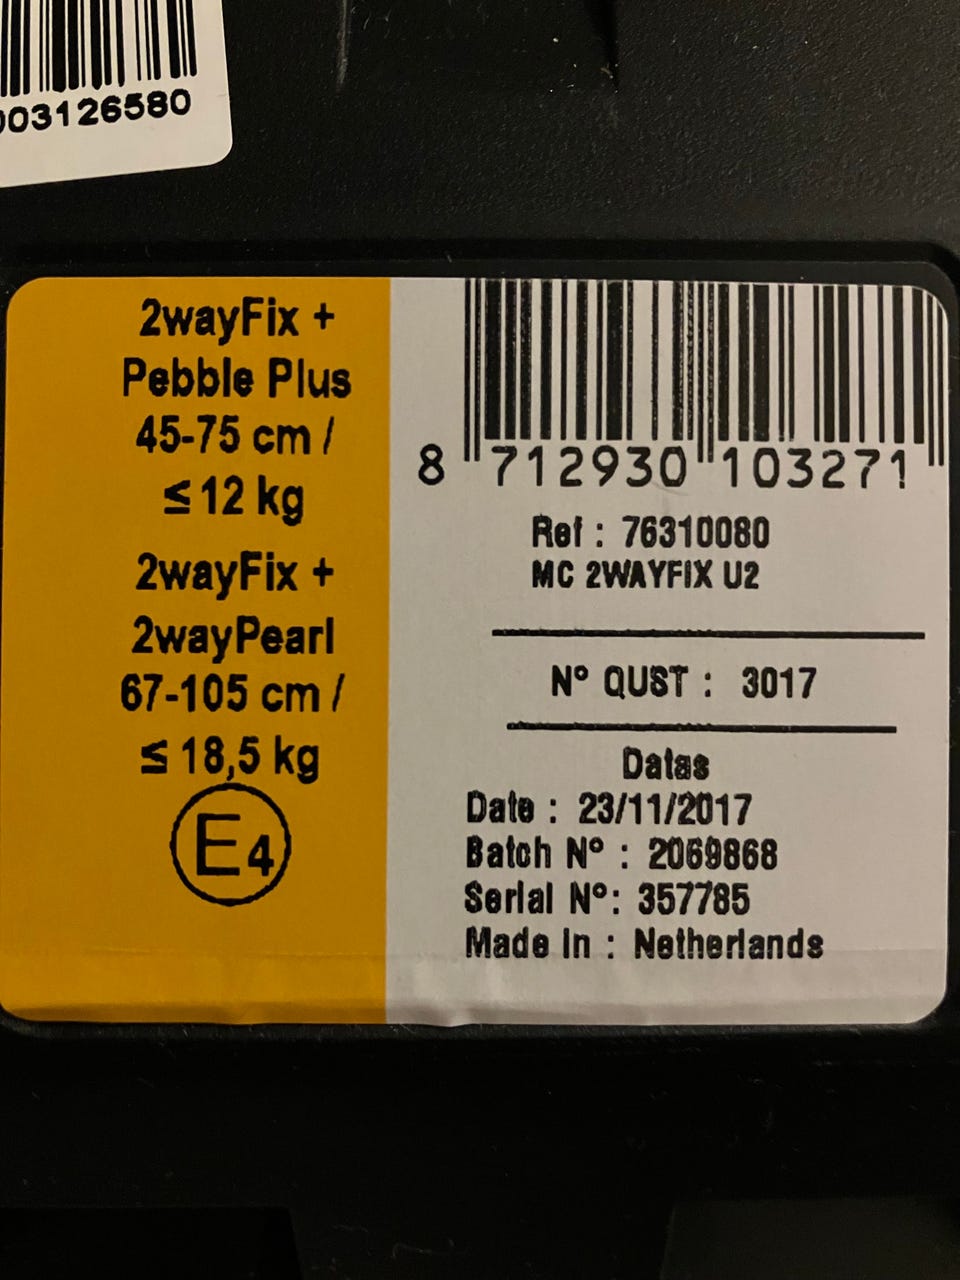 003126580
2wayFix +
Pebble Plus
45-75 cm /
≤ 12 kg
2wayFix +
2wayPearl
67-105 cm /
≤ 18,5 kg
E4
8 712930 103271
Ref : 76310080
MC 2WAYFIX U2
N° QUST : 3017
Datas
Date : 23/11/2017
Batch N° : 2069868
Serial N°: 357785
Made In : Netherlands